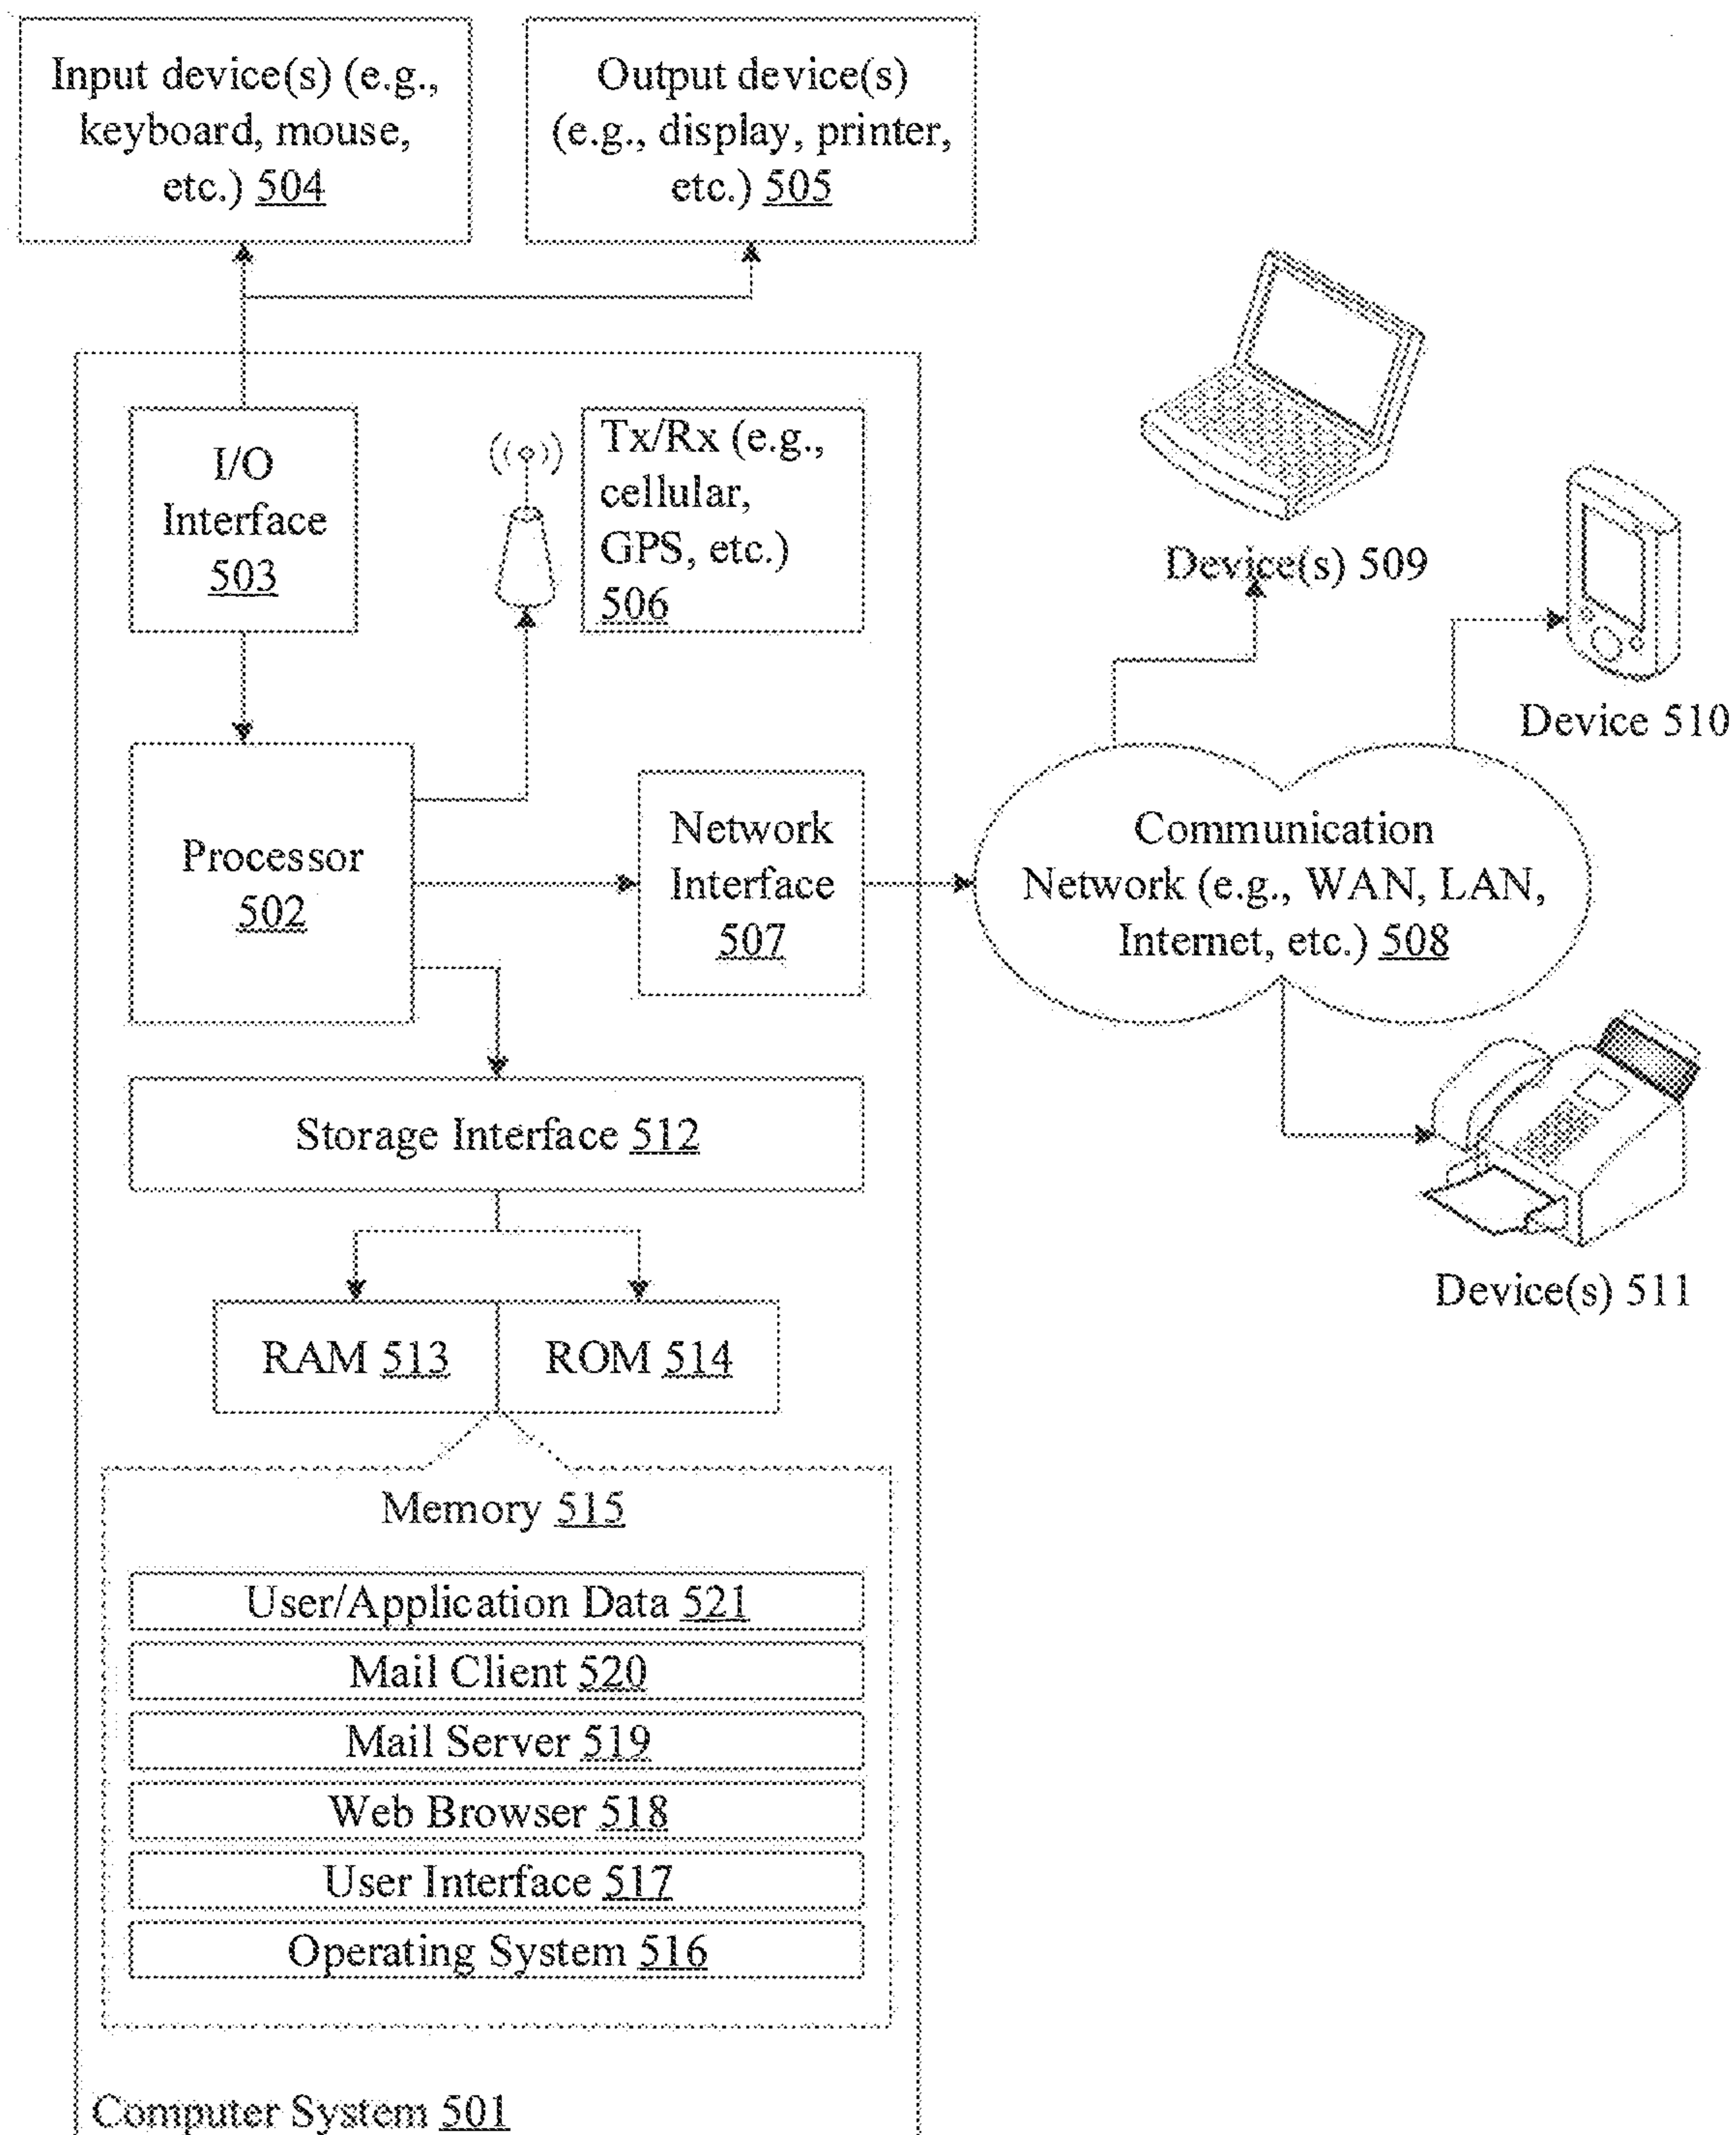 Input device(s) (e.g.,
keyboard, mouse,
etc.) 504
Output device(s)
(e.g., display, printer,
etc.) 505
I/O
Interface
503
Tx/Rx (e.g.,
cellular,
GPS, etc.)
506
Device(s) 509
Device 510
Processor
502
Network
Interface
507
Communication
Network (e.g., WAN, LAN,
Internet, etc.) 508
Storage Interface 512
Device(s) 511
RAM 513
ROM 514
Memory 515
User/Application Data 521
Mail Client 520
Mail Server 519
Web Browser 518
User Interface 517
Operating System 516
Computer System 501